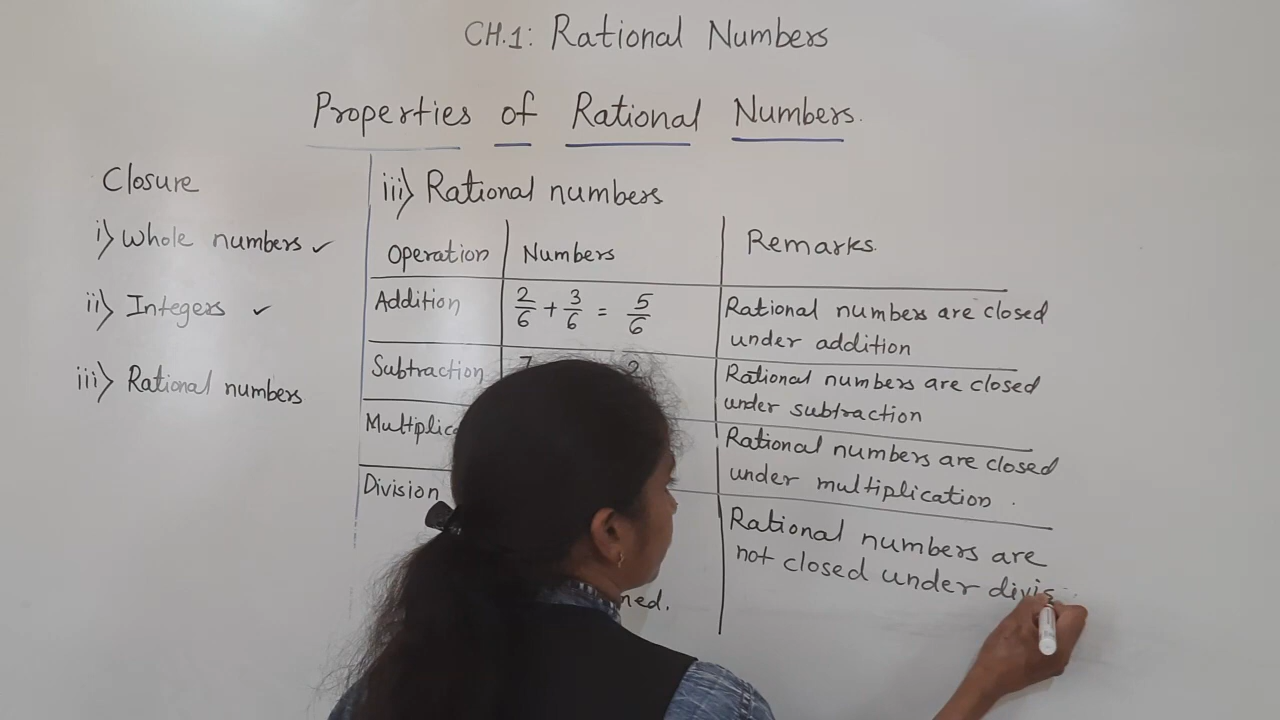 CH.1: Rational Numbers
Properties of Rational Numbers.
Closure
i) Whole numbers ✓
ii) Integers ✓
iii) Rational numbers
iii) Rational numbers
Operation Numbers Remarks.
Addition 2/6 + 3/6 = 5/6 Rational numbers are closed
under addition
Subtraction 7 2 Rational numbers are closed
under subtraction
Rational numbers are closed
under multiplication.
Division Rational numbers are
not closed under